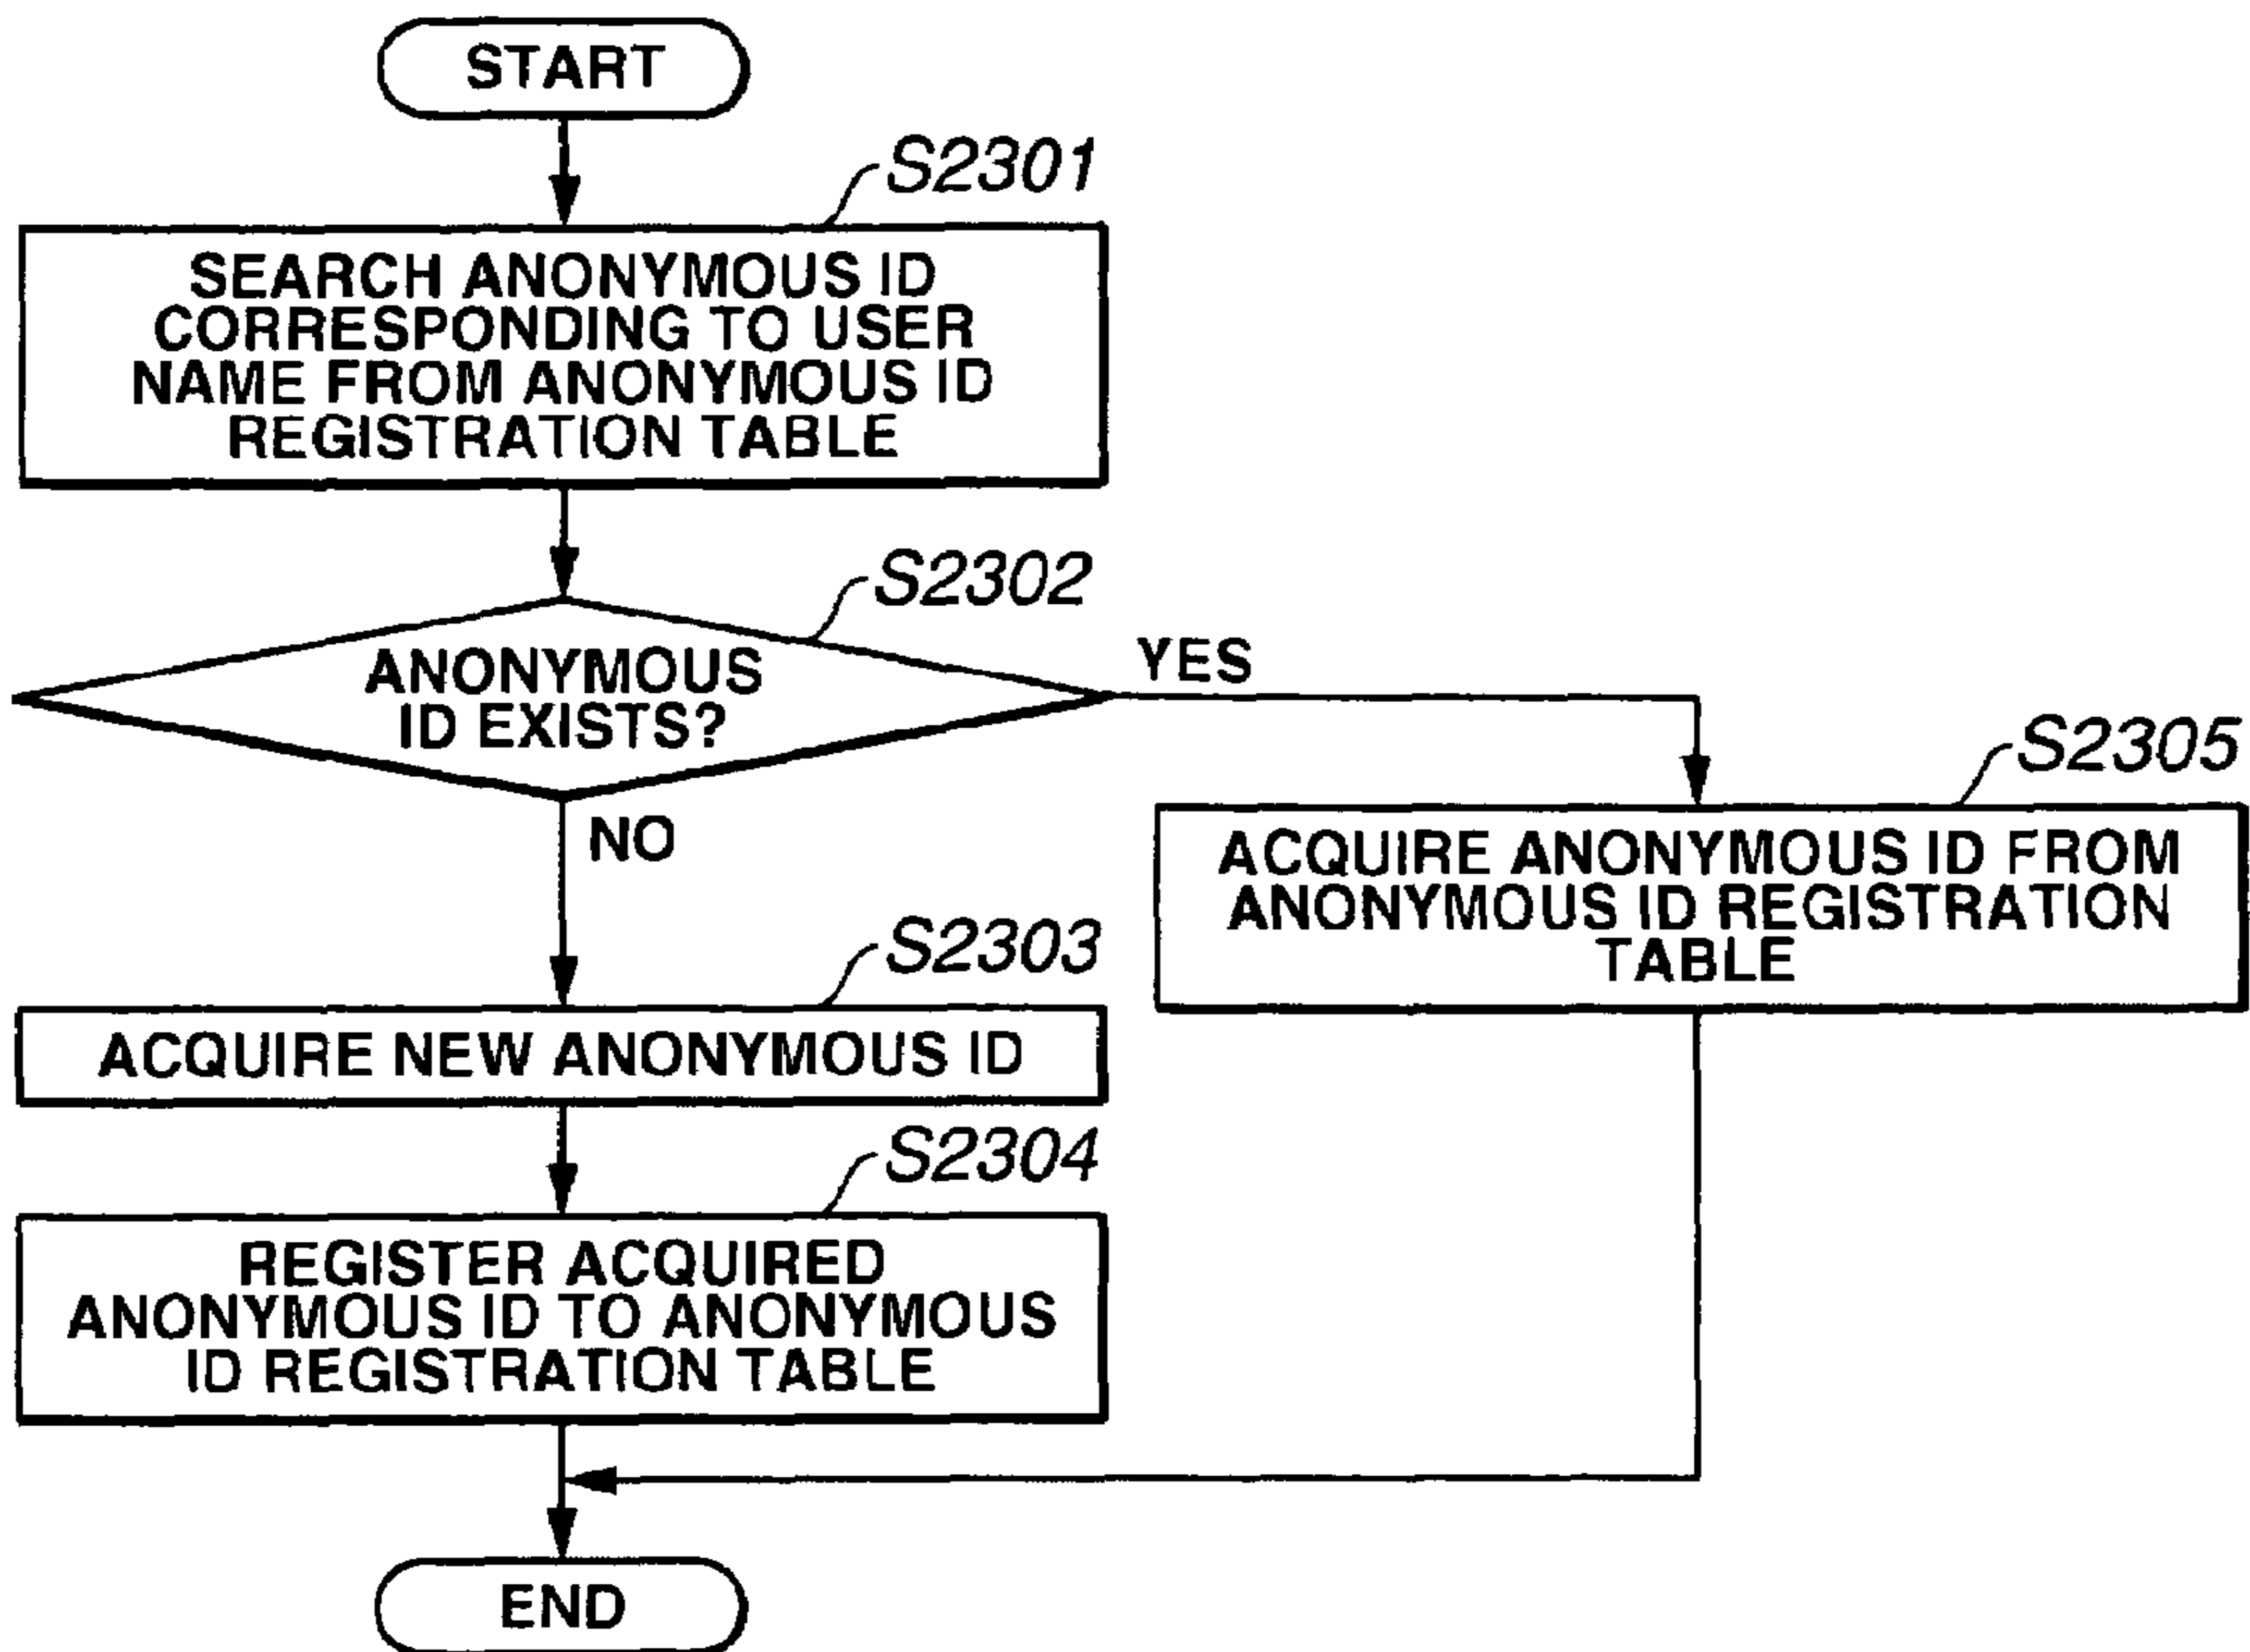 START
S2301
SEARCH ANONYMOUS ID
CORRESPONDING TO USER
NAME FROM ANONYMOUS ID
REGISTRATION TABLE
S2302
ANONYMOUS
ID EXISTS?
YES
NO
S2305
ACQUIRE ANONYMOUS ID FROM
ANONYMOUS ID REGISTRATION
TABLE
S2303
ACQUIRE NEW ANONYMOUS ID
S2304
REGISTER ACQUIRED
ANONYMOUS ID TO ANONYMOUS
ID REGISTRATION TABLE
END